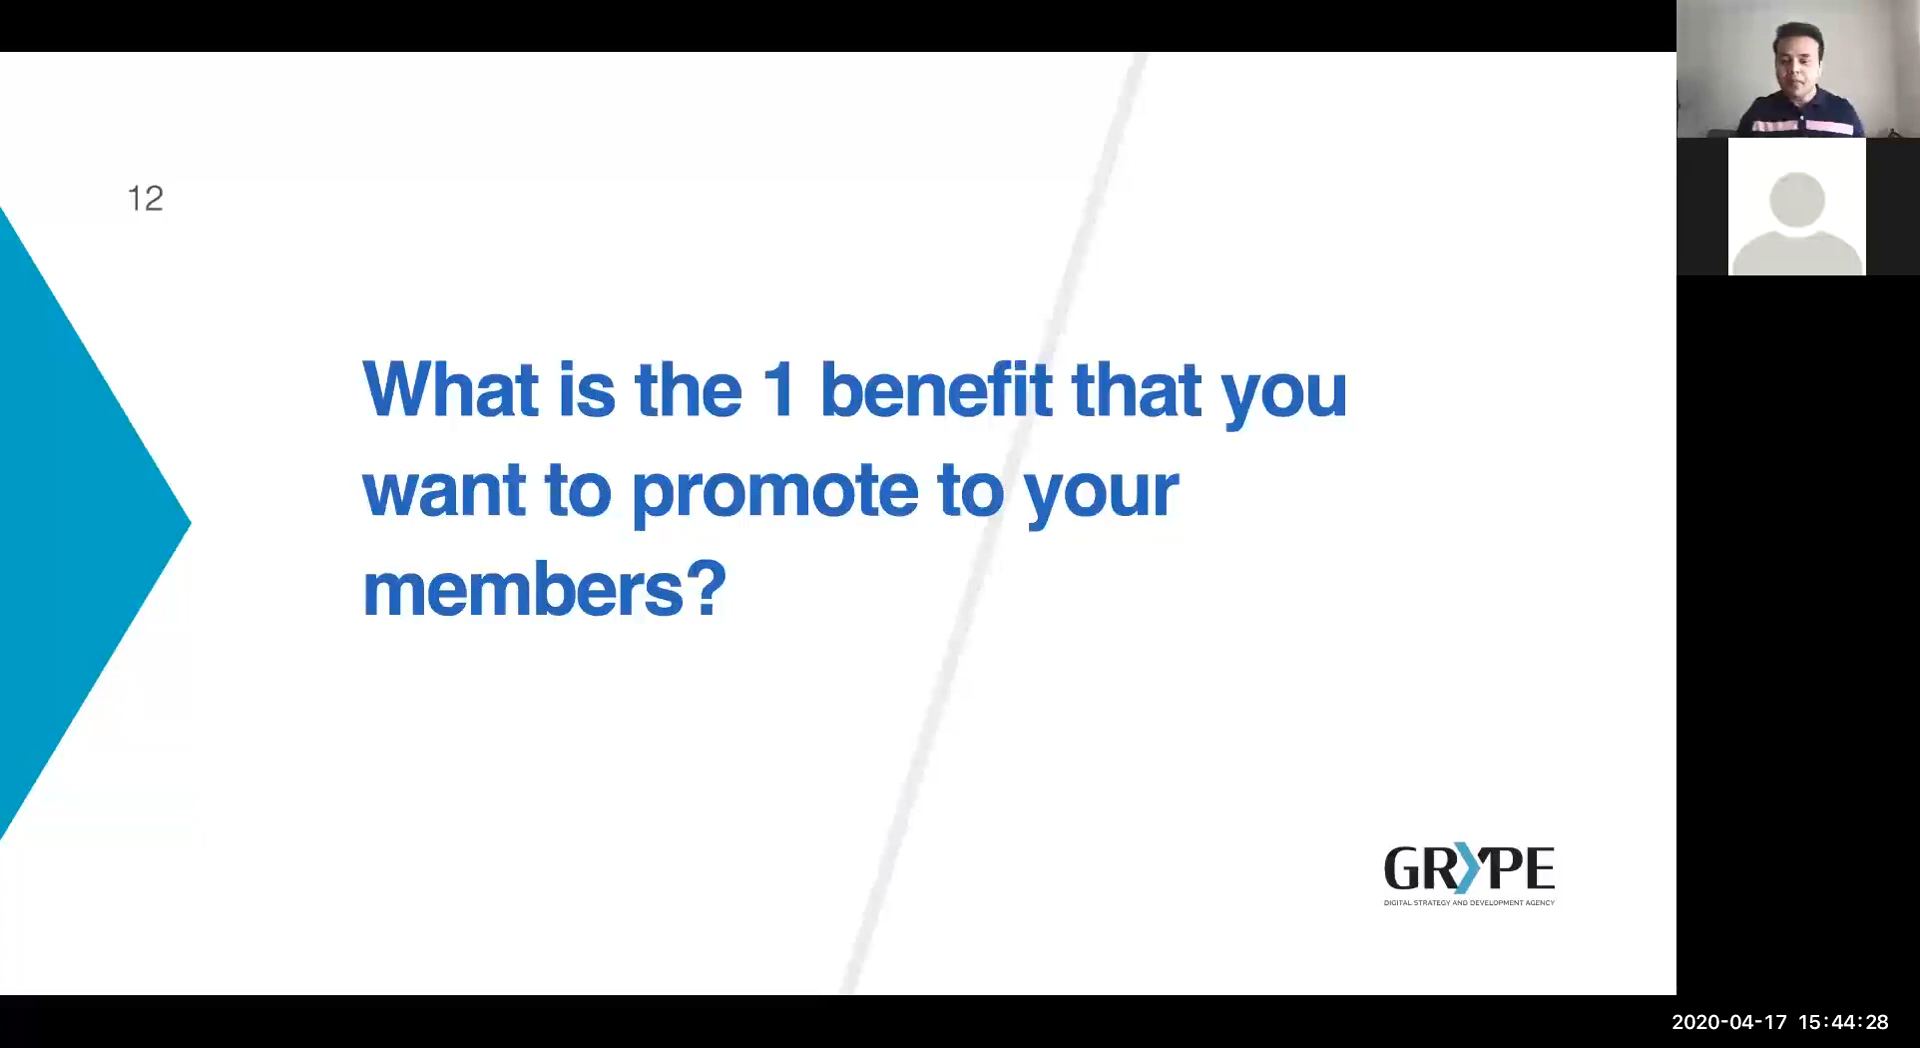 12
What is the 1 benefit that you
want to promote to your
members?
GRYPE
DIGITAL STRATEGY AND DEVELOPMENT AGENCY
2020-04-17 15:44:28